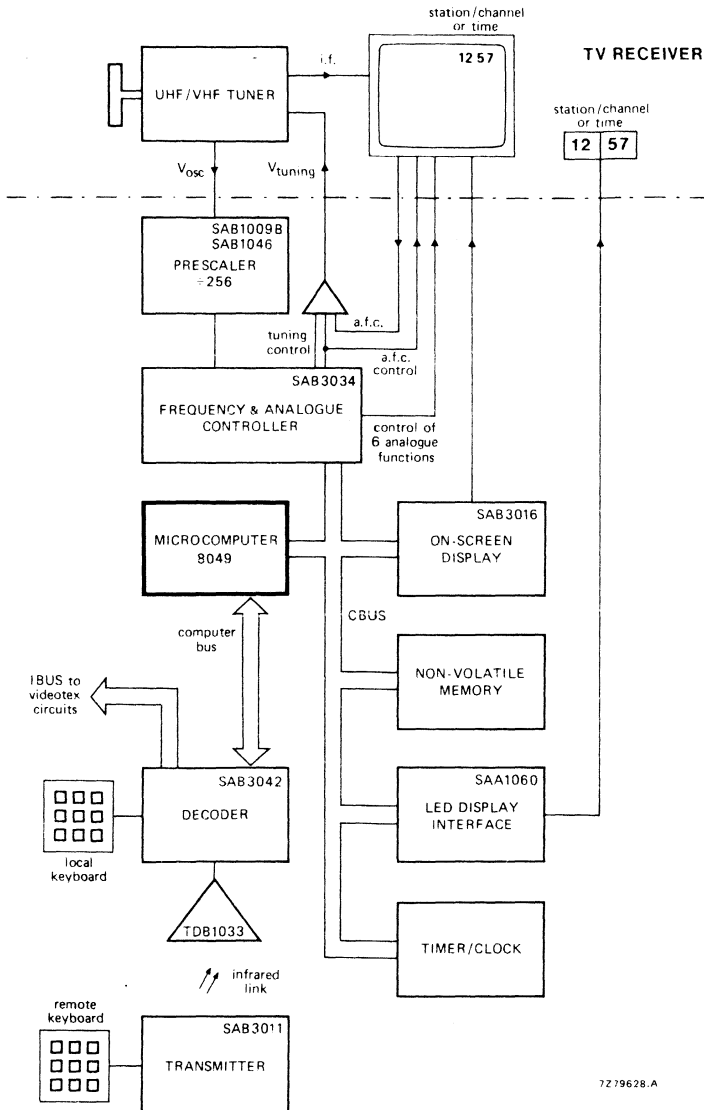 station/channel
or time
TV RECEIVER
12 57
i.f.
UHF/VHF TUNER
station/channel
or time
12 57
Vosc
Vtuning
SAB1009B
SAB1046
PRESCALER
÷256
a.f.c.
tuning
control
a.f.c.
control
SAB3034
FREQUENCY & ANALOGUE
CONTROLLER
control of
6 analogue
functions
SAB3016
MICROCOMPUTER
8049
ON-SCREEN
DISPLAY
CBUS
computer
bus
IBUS to
videotex
circuits
NON-VOLATILE
MEMORY
SAB3042
DECODER
SAA1060
LED DISPLAY
INTERFACE
local
keyboard
TDB1033
TIMER/CLOCK
infrared
link
remote
keyboard
SAB3011
TRANSMITTER
7Z79628.A